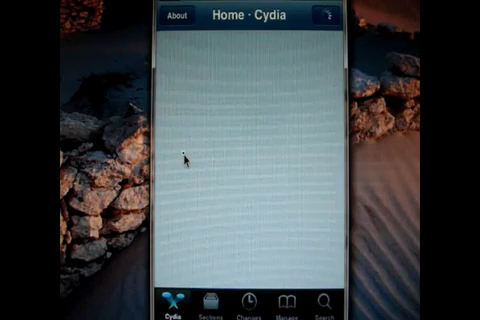 About
Home · Cydia
Cydia
Sections
Changes
Manage
Search